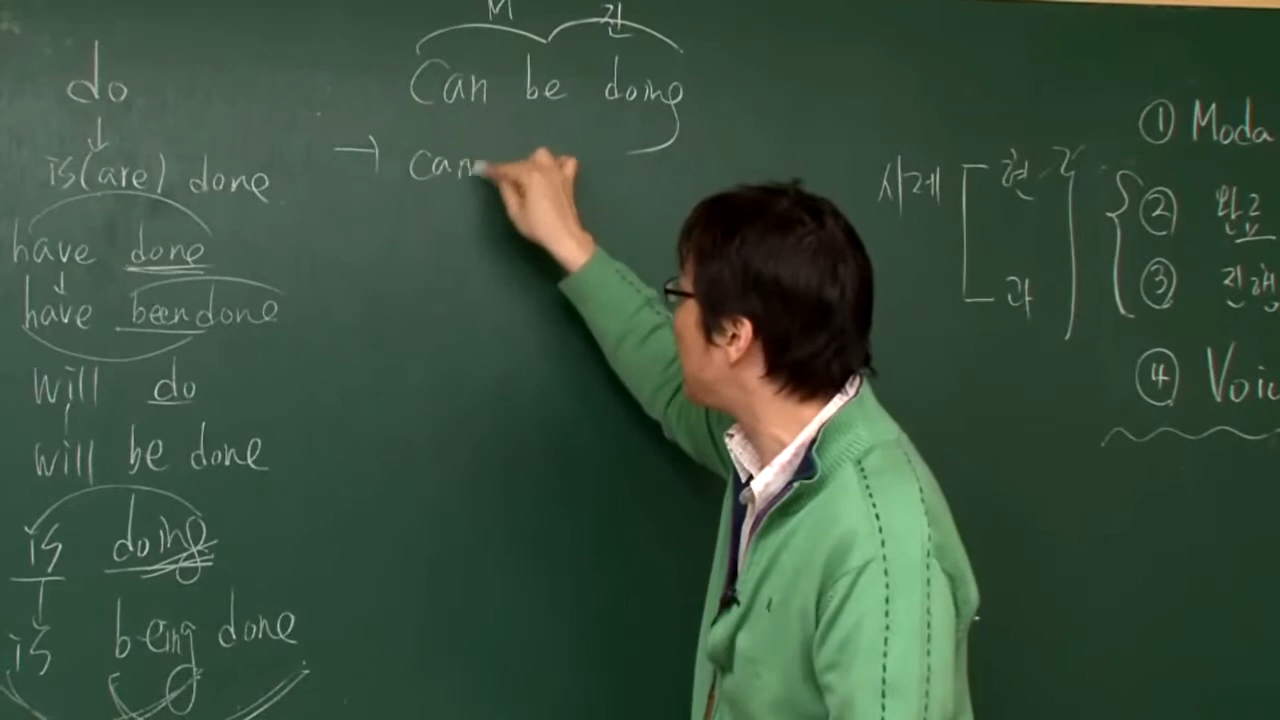 do
is(are) done
have done
have been done
will do
will be done
is doing
is being done
M 진
Can be doing
→ can
시제 현
과
① Moda
② 완료
③ 진행
④ Voic